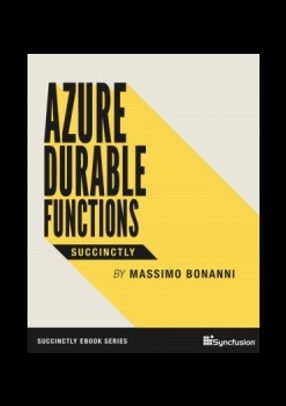 AZURE
DURABLE
FUNCTIONS
SUCCINCTLY
BY MASSIMO BONANNI
SUCCINCTLY EBOOK SERIES
Syncfusion